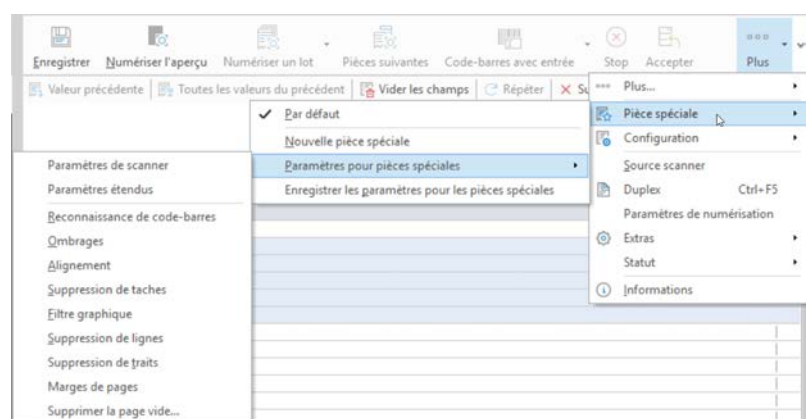 Enregistrer Numériser l'aperçu Numériser un lot Pièces suivantes Code-barres avec entrée Stop Accepter Plus
Valeur précédente Toutes les valeurs du précédent Vider les champs Répéter Su
Plus...
Pièce spéciale
Configuration
Source scanner
Duplex Ctrl+F5
Paramètres de numérisation
Extras
Statut
Informations
Par défaut
Nouvelle pièce spéciale
Paramètres pour pièces spéciales
Enregistrer les paramètres pour les pièces spéciales
Paramètres de scanner
Paramètres étendus
Reconnaissance de code-barres
Ombrages
Alignement
Suppression de taches
Filtre graphique
Suppression de lignes
Suppression de traits
Marges de pages
Supprimer la page vide...